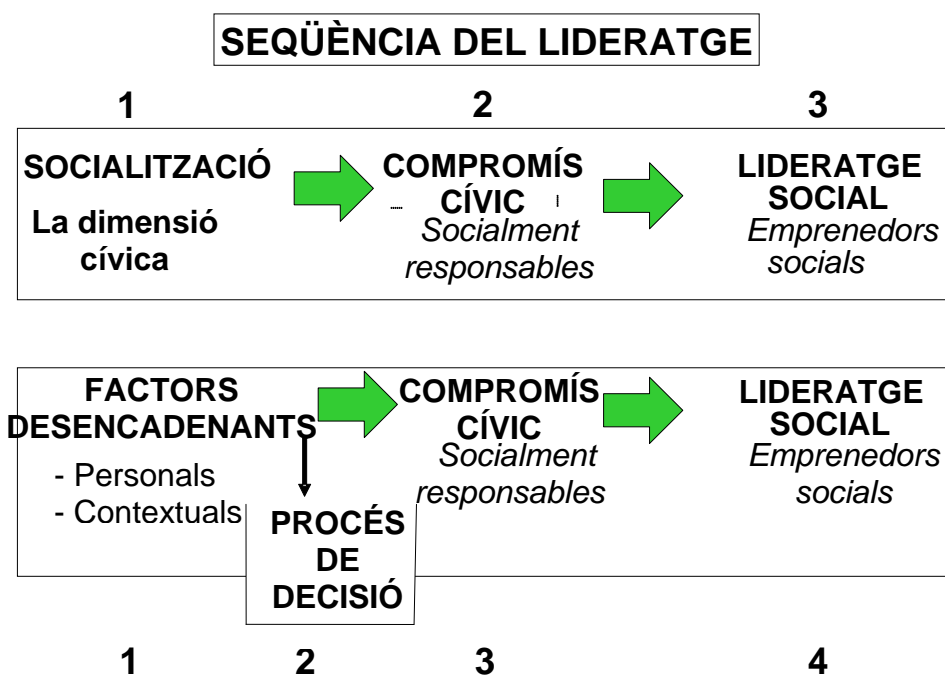 SEQÜÈNCIA DEL LIDERATGE
1 2 3
SOCIALITZACIÓ
La dimensió
cívica
COMPROMÍS
CÍVIC
Socialment
responsables
LIDERATGE
SOCIAL
Emprenedors
socials
FACTORS
DESENCADENANTS
- Personals
- Contextuals
PROCÉS
DE
DECISIÓ
COMPROMÍS
CÍVIC
Socialment
responsables
LIDERATGE
SOCIAL
Emprenedors
socials
1 2 3 4